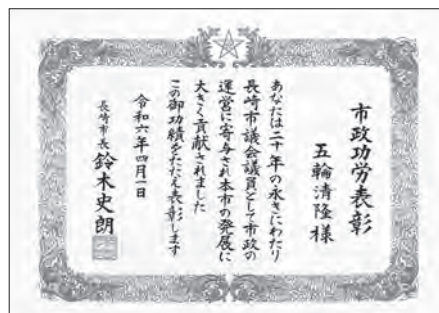 市政功労表彰
五輪清隆様
あなたは二十年の永きにわたり
長崎市議会議員として市政の
運営に寄与され本市の発展に
大きく貢献されました
この御功績をたたえ表彰します
令和六年四月一日
長崎市長 鈴木史朗